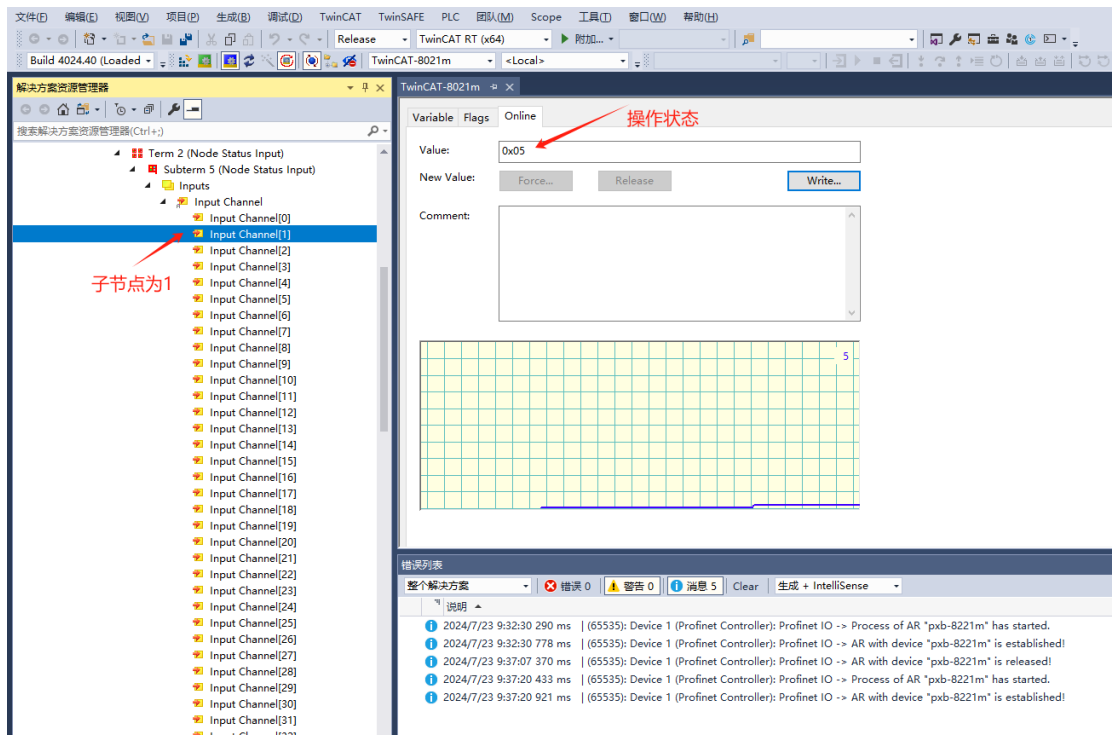 文件(F) 编辑(E) 视图(V) 项目(P) 生成(B) 调试(D) TwinCAT TwinSAFE PLC 团队(M) Scope 工具(T) 窗口(W) 帮助(H)
Release TwinCAT RT (x64) 附加...
Build 4024.40 (Loaded TwinCAT-8021m <Local>
解决方案资源管理器
搜索解决方案资源管理器(Ctrl+;)
Term 2 (Node Status Input)
Subterm 5 (Node Status Input)
Inputs
Input Channel
Input Channel[0]
Input Channel[1]
Input Channel[2]
Input Channel[3]
子节点为1
Input Channel[4]
Input Channel[5]
Input Channel[6]
Input Channel[7]
Input Channel[8]
Input Channel[9]
Input Channel[10]
Input Channel[11]
Input Channel[12]
Input Channel[13]
Input Channel[14]
Input Channel[15]
Input Channel[16]
Input Channel[17]
Input Channel[18]
Input Channel[19]
Input Channel[20]
Input Channel[21]
Input Channel[22]
Input Channel[23]
Input Channel[24]
Input Channel[25]
Input Channel[26]
Input Channel[27]
Input Channel[28]
Input Channel[29]
Input Channel[30]
Input Channel[31]
TwinCAT-8021m
Variable Flags Online
操作状态
Value: 0x05
New Value: Force... Release Write...
Comment:
5
错误列表
整个解决方案 错误 0 警告 0 消息 5 Clear 生成 + IntelliSense
说明
2024/7/23 9:32:30 290 ms | (65535): Device 1 (Profinet Controller): Profinet IO -> Process of AR "pxb-8221m" has started.
2024/7/23 9:32:30 778 ms | (65535): Device 1 (Profinet Controller): Profinet IO -> AR with device "pxb-8221m" is established!
2024/7/23 9:37:07 370 ms | (65535): Device 1 (Profinet Controller): Profinet IO -> AR with device "pxb-8221m" is released!
2024/7/23 9:37:20 433 ms | (65535): Device 1 (Profinet Controller): Profinet IO -> Process of AR "pxb-8221m" has started.
2024/7/23 9:37:20 921 ms | (65535): Device 1 (Profinet Controller): Profinet IO -> AR with device "pxb-8221m" is established!